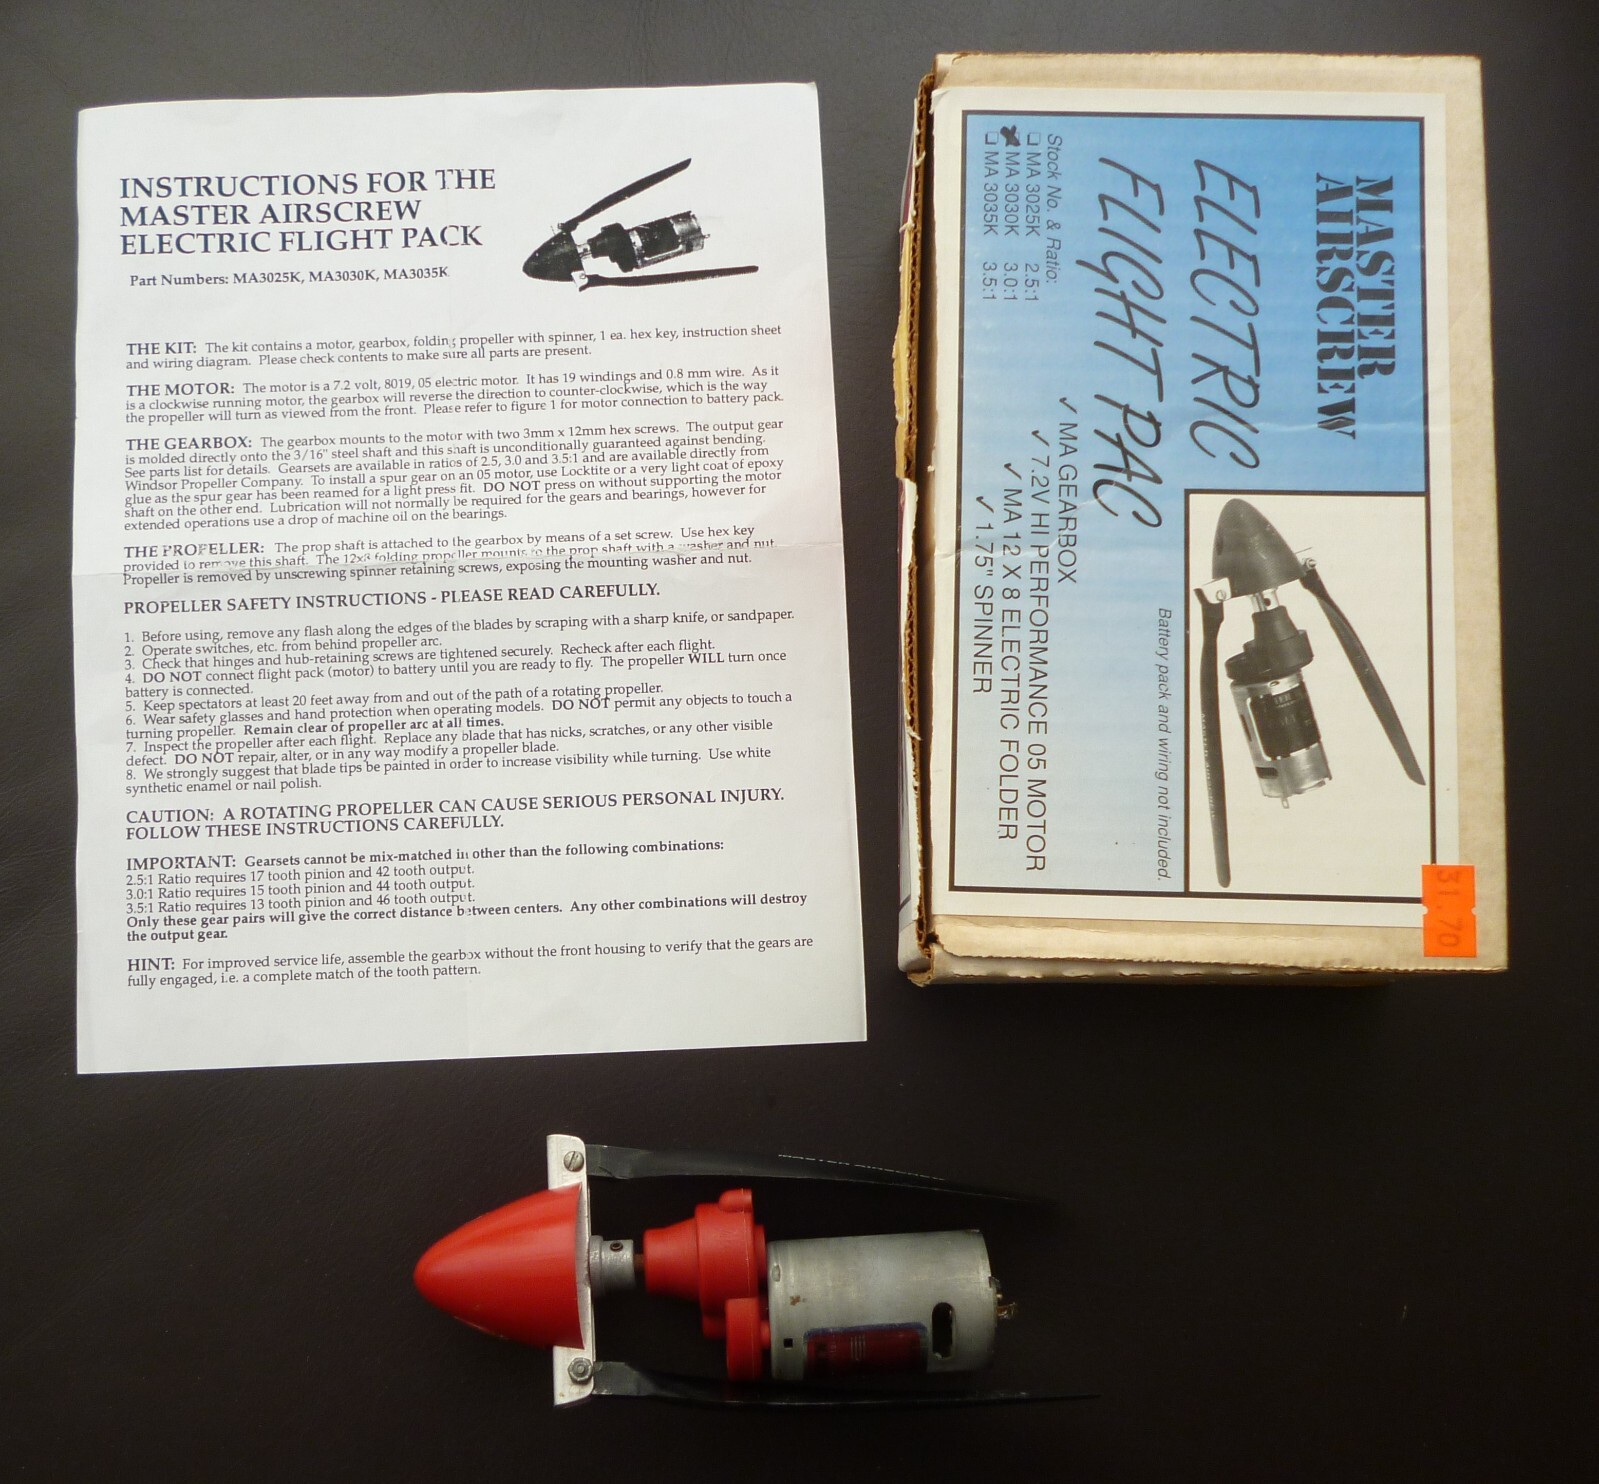 INSTRUCTIONS FOR THE
MASTER AIRSCREW
ELECTRIC FLIGHT PACK
Part Numbers: MA3025K, MA3030K, MA3035K
THE KIT: The kit contains a motor, gearbox, folding propeller with spinner, 1 ea. hex key, instruction sheet
and wiring diagram. Please check contents to make sure all parts are present.
THE MOTOR: The motor is a 7.2 volt, 8019, 05 electric motor. It has 19 windings and 0.8 mm wire. As it
is a clockwise running motor, the gearbox will reverse the direction to counter-clockwise, which is the way
the propeller will turn as viewed from the front. Please refer to figure 1 for motor connection to battery pack.
THE GEARBOX: The gearbox mounts to the motor with two 3mm x 12mm hex screws. The output gear
is molded directly onto the 3/16" steel shaft and this shaft is unconditionally guaranteed against bending.
See parts list for details. Gearsets are available in ratios of 2.5, 3.0 and 3.5:1 and are available directly from
Windsor Propeller Company. To install a spur gear on an 05 motor, use Locktite or a very light coat of epoxy
glue as the spur gear has been reamed for a light press fit. DO NOT press on without supporting the motor
shaft on the other end. Lubrication will not normally be required for the gears and bearings, however for
extended operations use a drop of machine oil on the bearings.
THE PROPELLER: The prop shaft is attached to the gearbox by means of a set screw. Use hex key
provided to remove this shaft. The 12x8 folding propeller mounts to the prop shaft with a washer and nut.
Propeller is removed by unscrewing spinner retaining screws, exposing the mounting washer and nut.
PROPELLER SAFETY INSTRUCTIONS - PLEASE READ CAREFULLY.
1. Before using, remove any flash along the edges of the blades by scraping with a sharp knife, or sandpaper.
2. Operate switches, etc. from behind propeller arc.
3. Check that hinges and hub-retaining screws are tightened securely. Recheck after each flight.
4. DO NOT connect flight pack (motor) to battery until you are ready to fly. The propeller WILL turn once
battery is connected.
5. Keep spectators at least 20 feet away from and out of the path of a rotating propeller.
6. Wear safety glasses and hand protection when operating models. DO NOT permit any objects to touch a
turning propeller. Remain clear of propeller arc at all times.
7. Inspect the propeller after each flight. Replace any blade that has nicks, scratches, or any other visible
defect. DO NOT repair, alter, or in any way modify a propeller blade.
8. We strongly suggest that blade tips be painted in order to increase visibility while turning. Use white
synthetic enamel or nail polish.
CAUTION: A ROTATING PROPELLER CAN CAUSE SERIOUS PERSONAL INJURY.
FOLLOW THESE INSTRUCTIONS CAREFULLY.
IMPORTANT: Gearsets cannot be mix-matched in other than the following combinations:
2.5:1 Ratio requires 17 tooth pinion and 42 tooth output.
3.0:1 Ratio requires 15 tooth pinion and 44 tooth output.
3.5:1 Ratio requires 13 tooth pinion and 46 tooth output.
Only these gear pairs will give the correct distance between centers. Any other combinations will destroy
the output gear.
HINT: For improved service life, assemble the gearbox without the front housing to verify that the gears are
fully engaged, i.e. a complete match of the tooth pattern.
MASTER
AIRSCREW
ELECTRIC
FLIGHT PAC
Stock No. & Ratio:
MA 3025K 2.5:1
MA 3030K 3.0:1
MA 3035K 3.5:1
✓ MA GEARBOX
✓ 7.2V HI PERFORMANCE 05 MOTOR
✓ MA 12 X 8 ELECTRIC FOLDER
✓ 1.75" SPINNER
Battery pack and wiring not included.
31.70
MASTER AIRSCREW